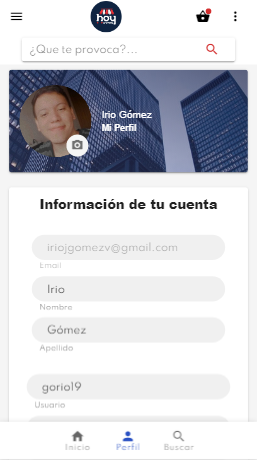 hoy
¿Que te provoca?...
Irio Gómez
Mi Perfil
Información de tu cuenta
iriojgomezv@gmail.com
Email
Irio
Nombre
Gómez
Apellido
gorio19
Usuario
Inicio
Perfil
Buscar